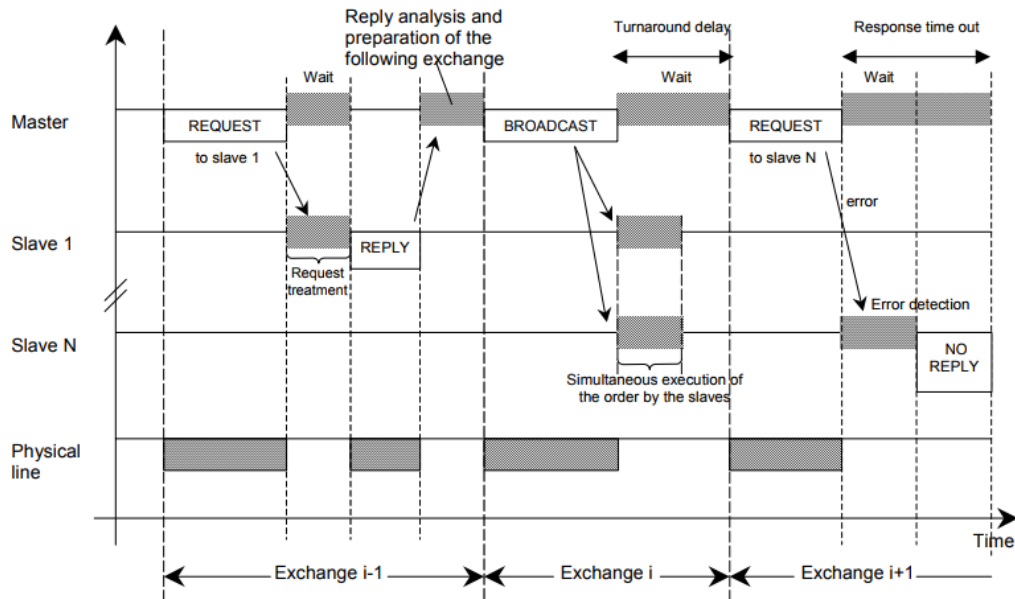 Reply analysis and
preparation of the
following exchange
Turnaround delay
Response time out
Wait
Wait
Wait
Master
REQUEST
BROADCAST
REQUEST
to slave 1
to slave N
error
Slave 1
REPLY
Request
treatment
Error detection
Slave N
NO
REPLY
Simultaneous execution of
the order by the slaves
Physical
line
Time
Exchange i-1
Exchange i
Exchange i+1